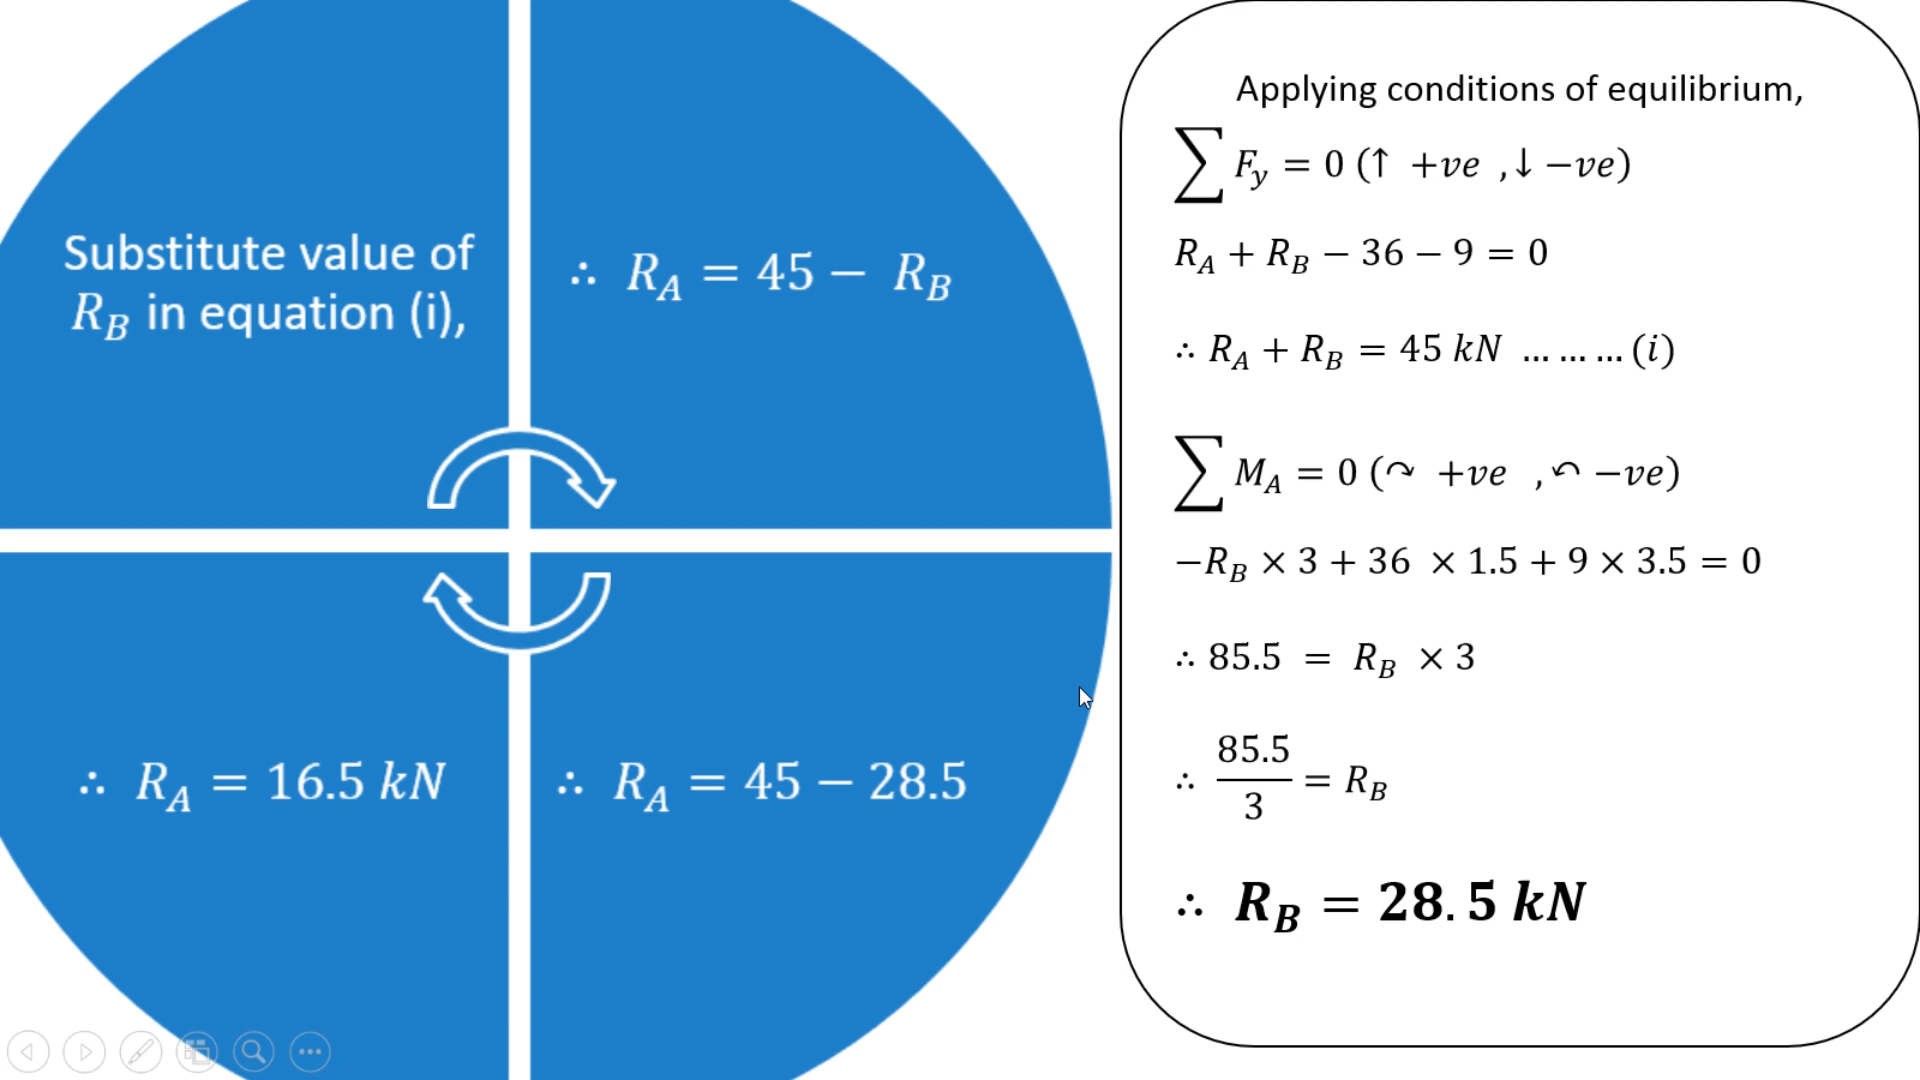 Substitute value of
R_B in equation (i),
∴ R_A = 45 − R_B
∴ R_A = 45 − 28.5
∴ R_A = 16.5 kN
Applying conditions of equilibrium,
∑ F_y = 0 (↑ +ve , ↓ −ve)
R_A + R_B − 36 − 9 = 0
∴ R_A + R_B = 45 kN … … … (i)
∑ M_A = 0 (↷ +ve , ↶ −ve)
−R_B × 3 + 36 × 1.5 + 9 × 3.5 = 0
∴ 85.5 = R_B × 3
∴ 85.5/3 = R_B
∴ R_B = 28.5 kN